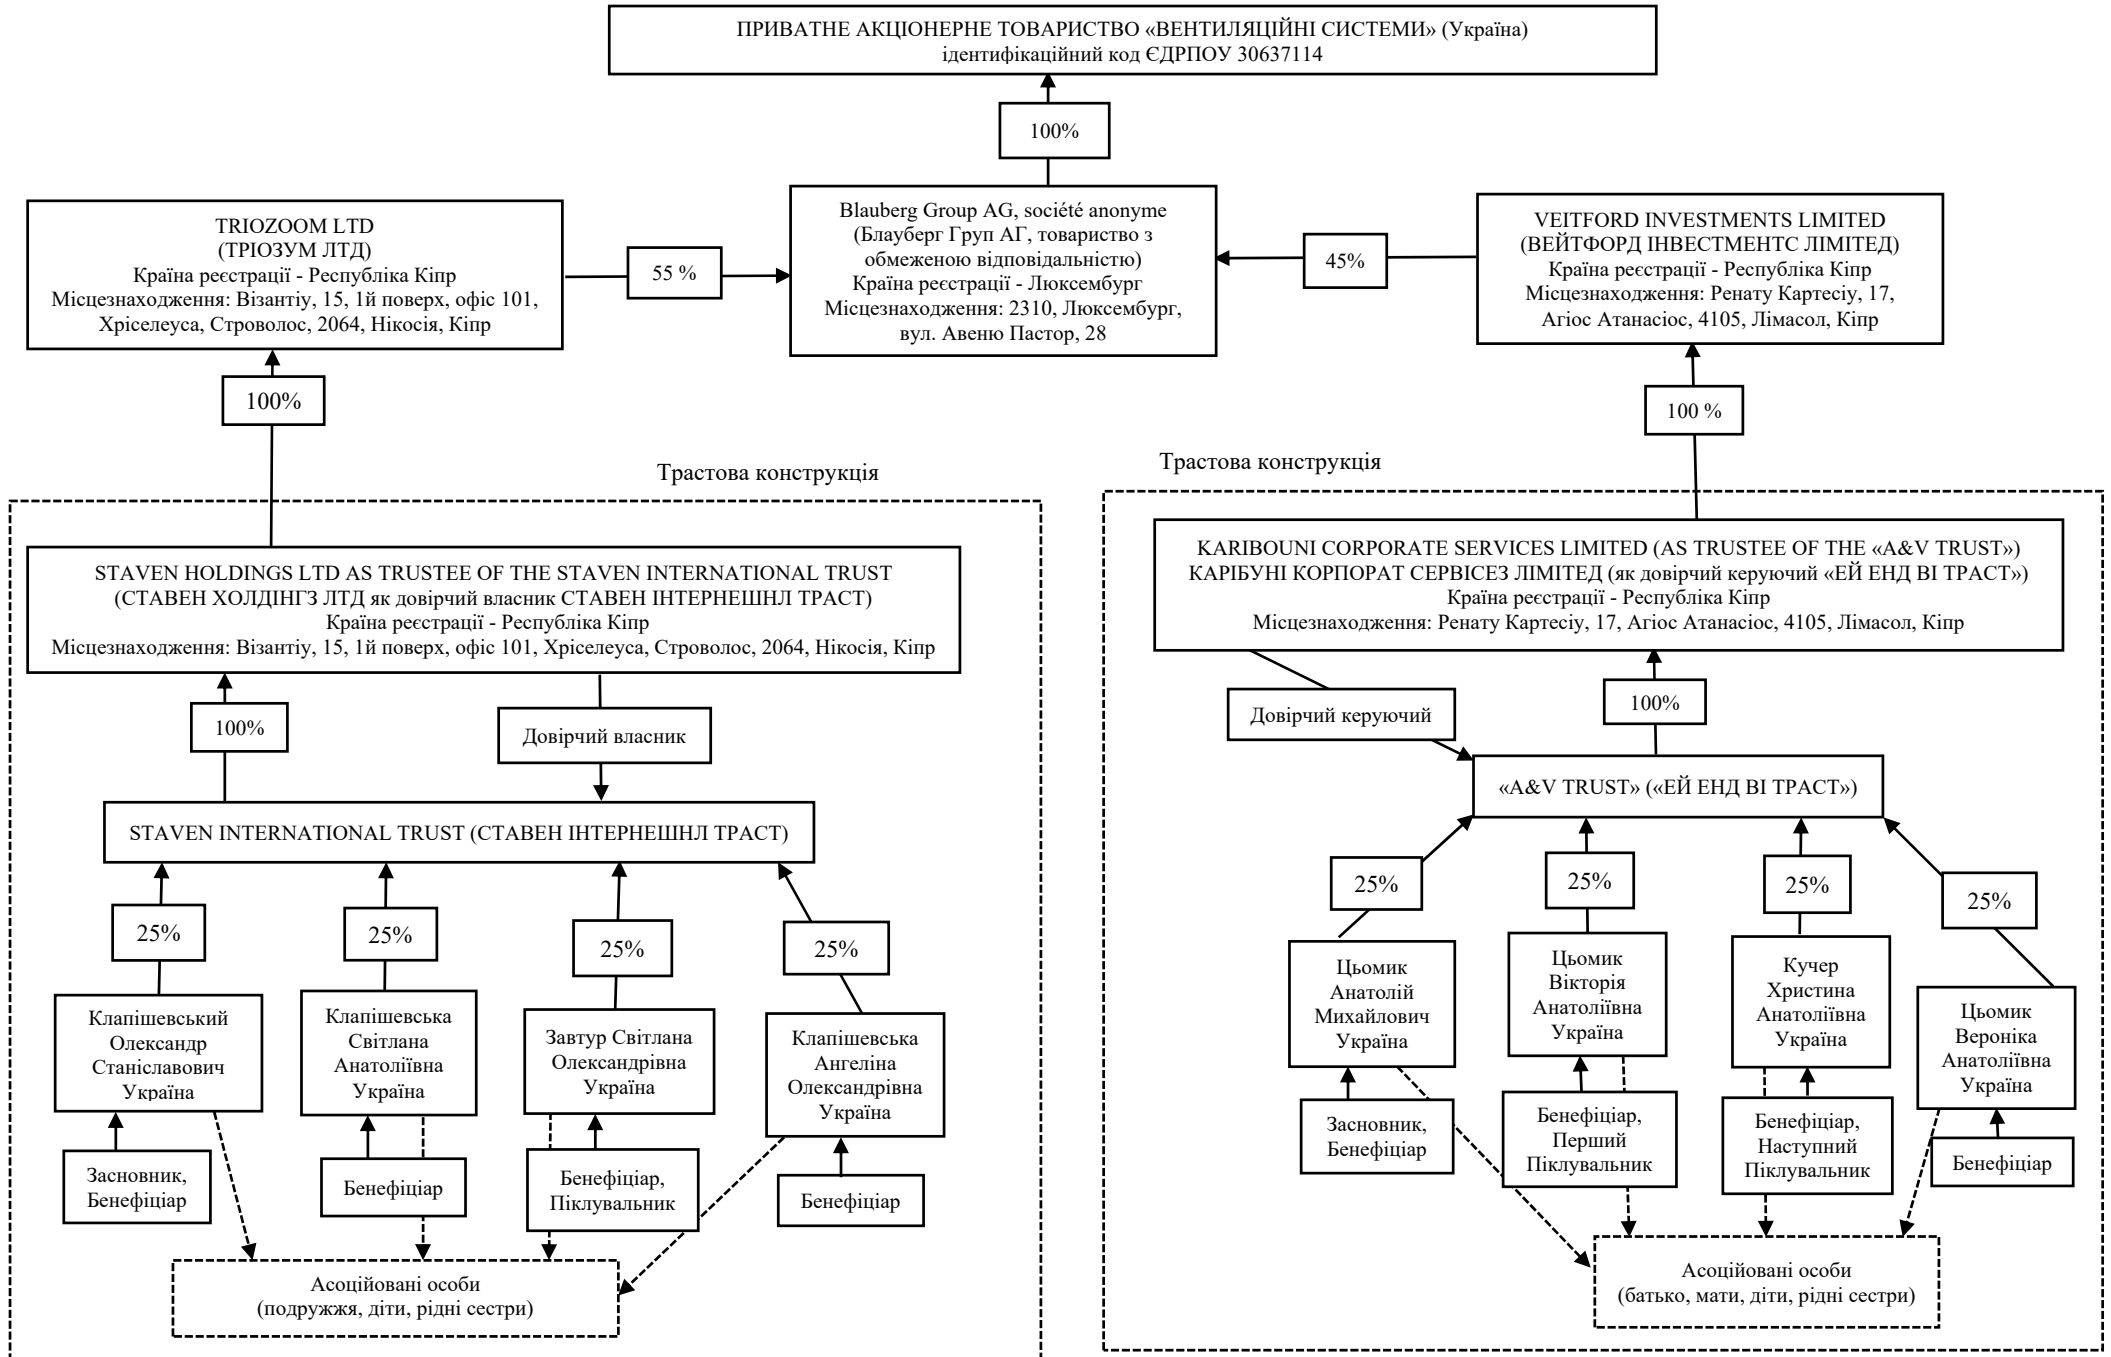 ПРИВАТНЕ АКЦІОНЕРНЕ ТОВАРИСТВО «ВЕНТИЛЯЦІЙНІ СИСТЕМИ» (Україна)
ідентифікаційний код ЄДРПОУ 30637114
100%
TRIOZOOM LTD
(ТРІОЗУМ ЛТД)
Країна реєстрації - Республіка Кіпр
Місцезнаходження: Візантіу, 15, 1й поверх, офіс 101,
Хріселеуса, Строволос, 2064, Нікосія, Кіпр
55 %
Blauberg Group AG, société anonyme
(Блауберг Груп АГ, товариство з
обмеженою відповідальністю)
Країна реєстрації - Люксембург
Місцезнаходження: 2310, Люксембург,
вул. Авеню Пастор, 28
45%
VEITFORD INVESTMENTS LIMITED
(ВЕЙТФОРД ІНВЕСТМЕНТС ЛІМІТЕД)
Країна реєстрації - Республіка Кіпр
Місцезнаходження: Ренату Картесіу, 17,
Агіос Атанасіос, 4105, Лімасол, Кіпр
100%
100 %
Трастова конструкція
Трастова конструкція
STAVEN HOLDINGS LTD AS TRUSTEE OF THE STAVEN INTERNATIONAL TRUST
(СТАВЕН ХОЛДІНГЗ ЛТД як довірчий власник СТАВЕН ІНТЕРНЕШНЛ ТРАСТ)
Країна реєстрації - Республіка Кіпр
Місцезнаходження: Візантіу, 15, 1й поверх, офіс 101, Хріселеуса, Строволос, 2064, Нікосія, Кіпр
100%
Довірчий власник
STAVEN INTERNATIONAL TRUST (СТАВЕН ІНТЕРНЕШНЛ ТРАСТ)
25%
25%
25%
25%
Клапішевський
Олександр
Станіславович
Україна
Клапішевська
Світлана
Анатоліївна
Україна
Завтур Світлана
Олександрівна
Україна
Клапішевська
Ангеліна
Олександрівна
Україна
Засновник,
Бенефіціар
Бенефіціар
Бенефіціар,
Піклувальник
Бенефіціар
Асоційовані особи
(подружжя, діти, рідні сестри)
KARIBOUNI CORPORATE SERVICES LIMITED (AS TRUSTEE OF THE «A&V TRUST»)
КАРІБУНІ КОРПОРАТ СЕРВІСЕЗ ЛІМІТЕД (як довірчий керуючий «ЕЙ ЕНД ВІ ТРАСТ»)
Країна реєстрації - Республіка Кіпр
Місцезнаходження: Ренату Картесіу, 17, Агіос Атанасіос, 4105, Лімасол, Кіпр
Довірчий керуючий
100%
«A&V TRUST» («ЕЙ ЕНД ВІ ТРАСТ»)
25%
25%
25%
25%
Цьомик
Анатолій
Михайлович
Україна
Цьомик
Вікторія
Анатоліївна
Україна
Кучер
Христина
Анатоліївна
Україна
Цьомик
Вероніка
Анатоліївна
Україна
Засновник,
Бенефіціар
Бенефіціар,
Перший
Піклувальник
Бенефіціар,
Наступний
Піклувальник
Бенефіціар
Асоційовані особи
(батько, мати, діти, рідні сестри)